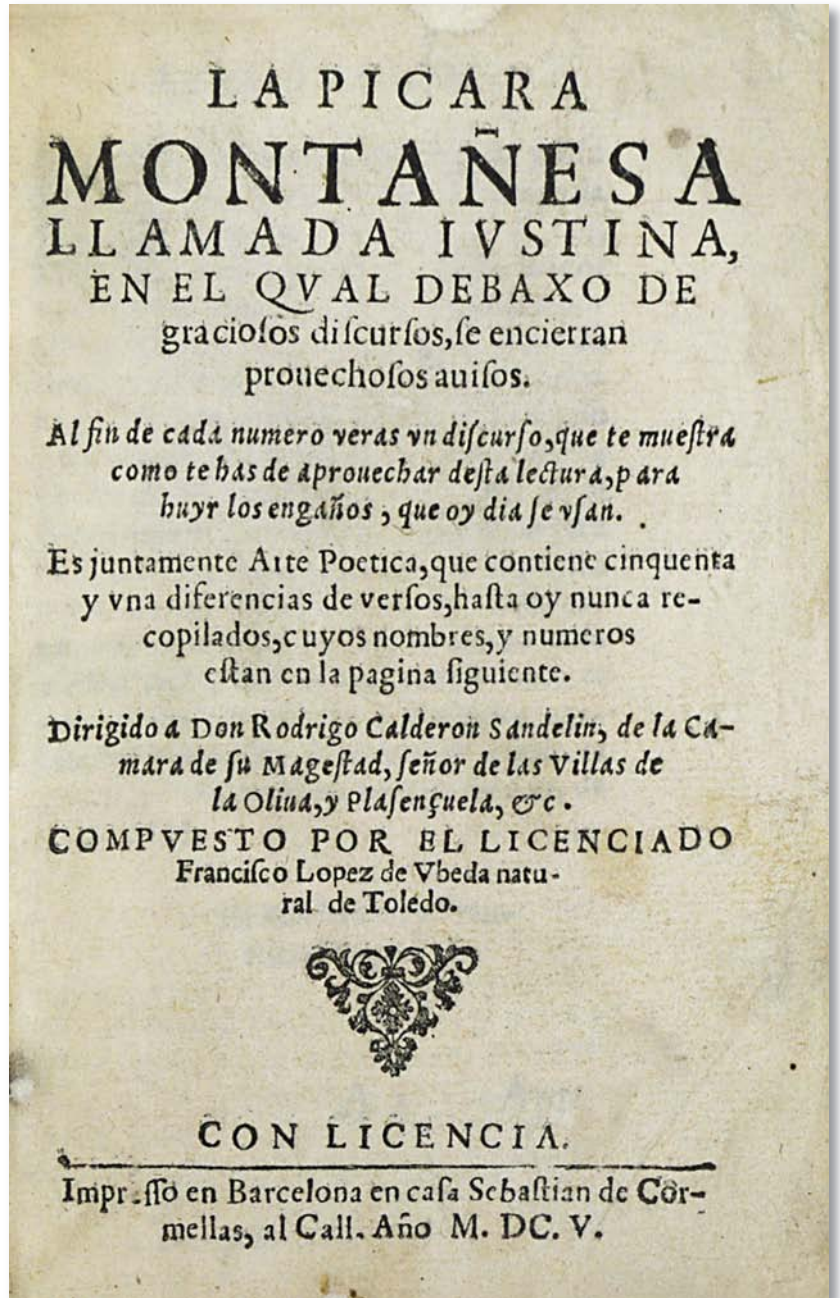 LA PICARA
MONTAÑESA
LLAMADA IVSTINA,
EN EL QVAL DEBAXO DE
gracioſos diſcurſos, ſe encierran
prouechoſos auiſos.
Al fin de cada numero veras vn diſcurſo, que te mueſtra
como te has de aprouechar deſta lectura, para
huyr los engaños, que oy dia ſe vſan.
Es juntamente Arte Poetica, que contiene cinquenta
y vna diferencias de verſos, haſta oy nunca re-
copilados, cuyos nombres, y numeros
eſtan en la pagina ſiguiente.
Dirigido a Don Rodrigo Calderon Sandelin, de la Ca-
mara de ſu Mageſtad, ſeñor de las Villas de
la Oliua, y Plaſençuela, &c.
COMPVESTO POR EL LICENCIADO
Franciſco Lopez de Vbeda natu-
ral de Toledo.
CON LICENCIA.
Impreſſo en Barcelona en caſa Sebaſtian de Cor-
mellas, al Call. Año M. DC. V.